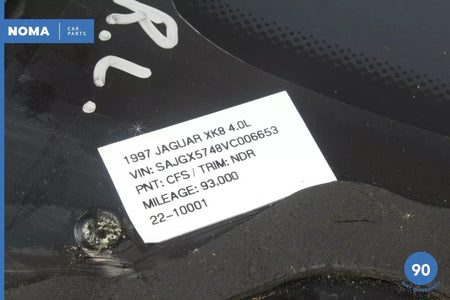 NOMA CAR
PARTS
R.L.
1997 JAGUAR XK8 4.0L
VIN: SAJGX5748VC006653
PNT: CFS / TRIM: NDR
MILEAGE: 93,000
22-10001
90